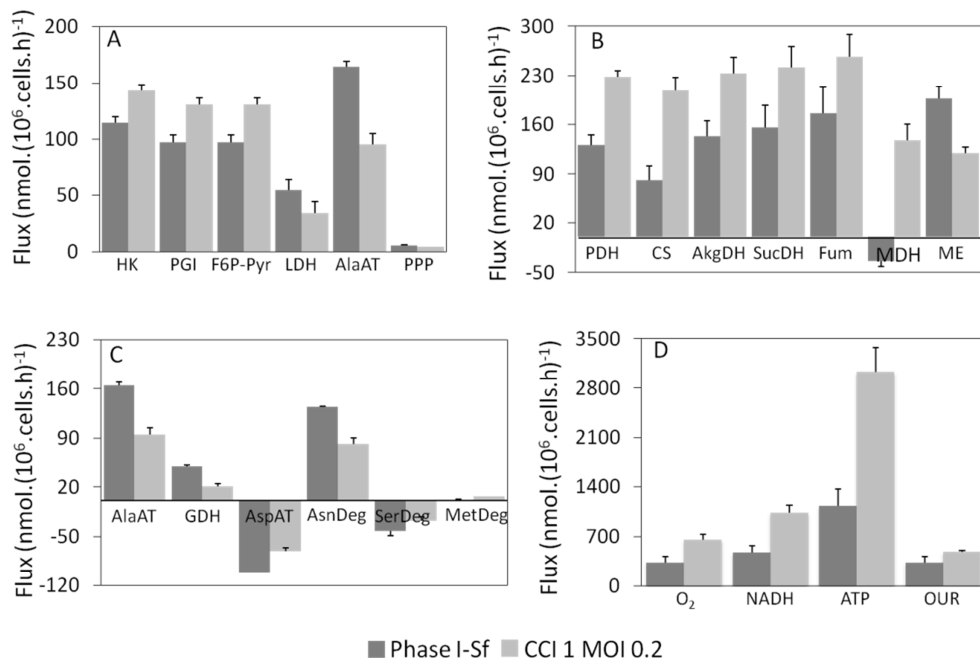 A
Flux (nmol.(10⁶.cells.h)⁻¹)
200
150
100
50
0
HK PGI F6P-Pyr LDH AlaAT PPP
B
Flux (nmol.(10⁶.cells.h)⁻¹)
300
230
160
90
20
-50
PDH CS AkgDH SucDH Fum MDH ME
C
Flux (nmol.(10⁶.cells.h)⁻¹)
230
160
90
20
-50
-120
AlaAT GDH AspAT AsnDeg SerDeg MetDeg
D
Flux (nmol.(10⁶.cells.h)⁻¹)
3500
2800
2100
1400
700
0
O₂ NADH ATP OUR
Phase I-Sf CCI 1 MOI 0.2